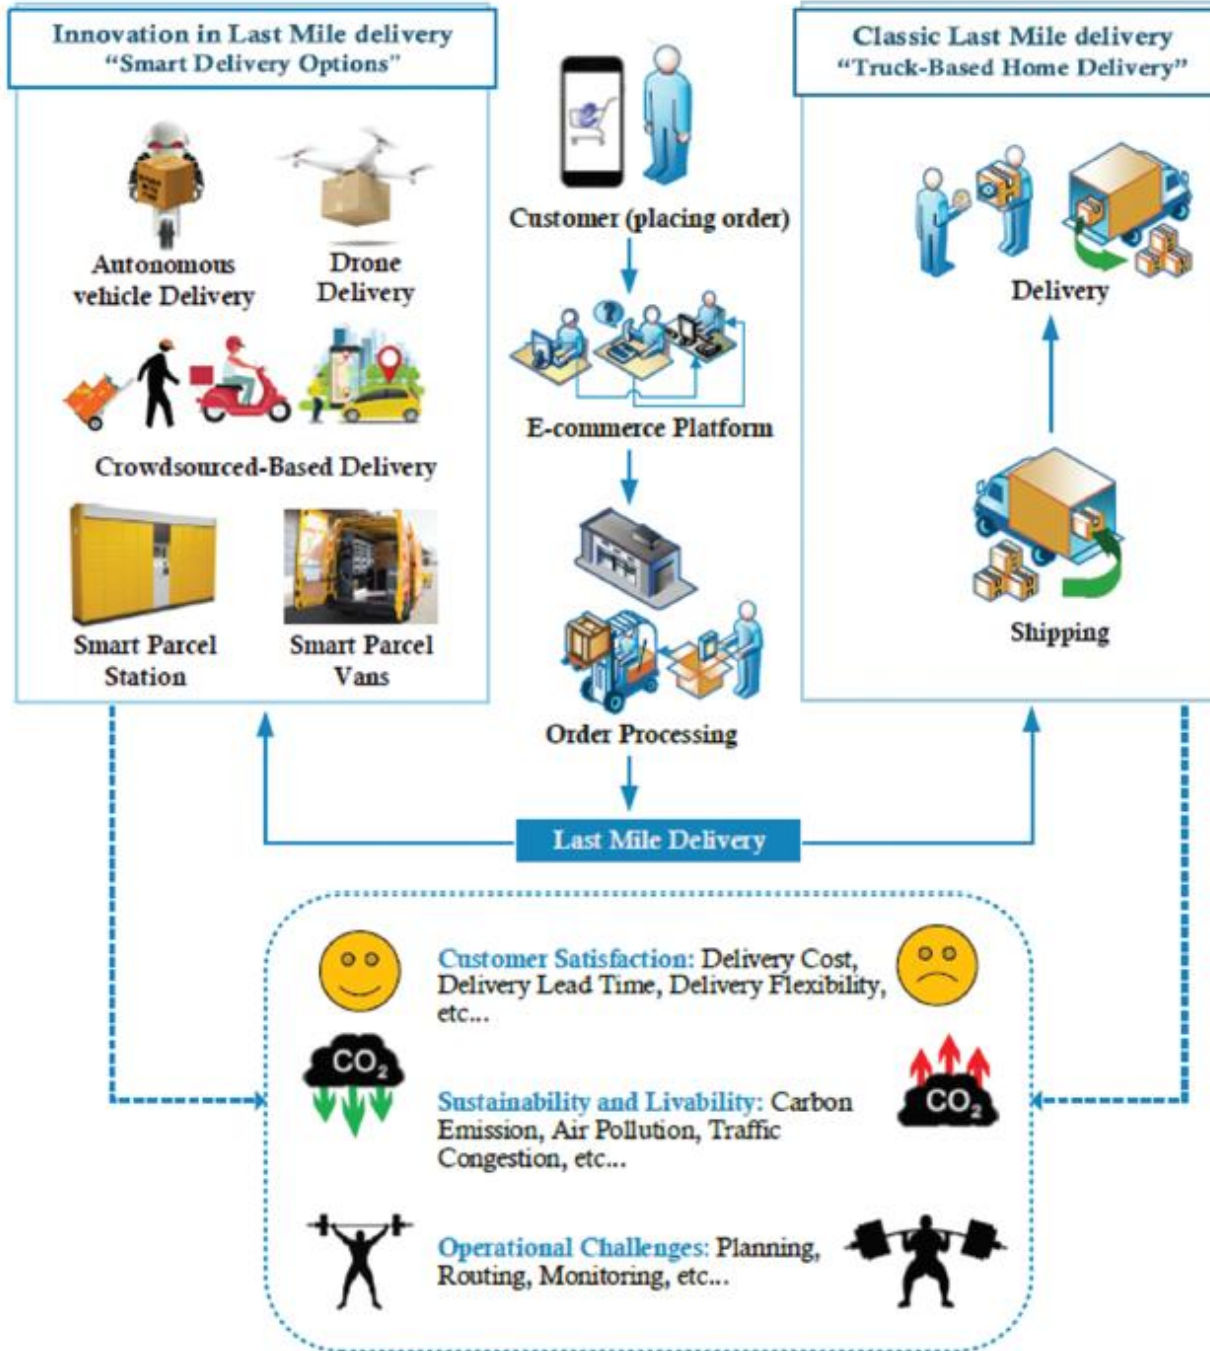 Innovation in Last Mile delivery
“Smart Delivery Options”
Autonomous
vehicle Delivery
Drone
Delivery
Crowdsourced-Based Delivery
Smart Parcel
Station
Smart Parcel
Vans
Customer (placing order)
?
E-commerce Platform
Order Processing
Last Mile Delivery
Classic Last Mile delivery
“Truck-Based Home Delivery”
Delivery
Shipping
Customer Satisfaction: Delivery Cost,
Delivery Lead Time, Delivery Flexibility,
etc...
CO₂
Sustainability and Livability: Carbon
Emission, Air Pollution, Traffic
Congestion, etc...
CO₂
Operational Challenges: Planning,
Routing, Monitoring, etc...